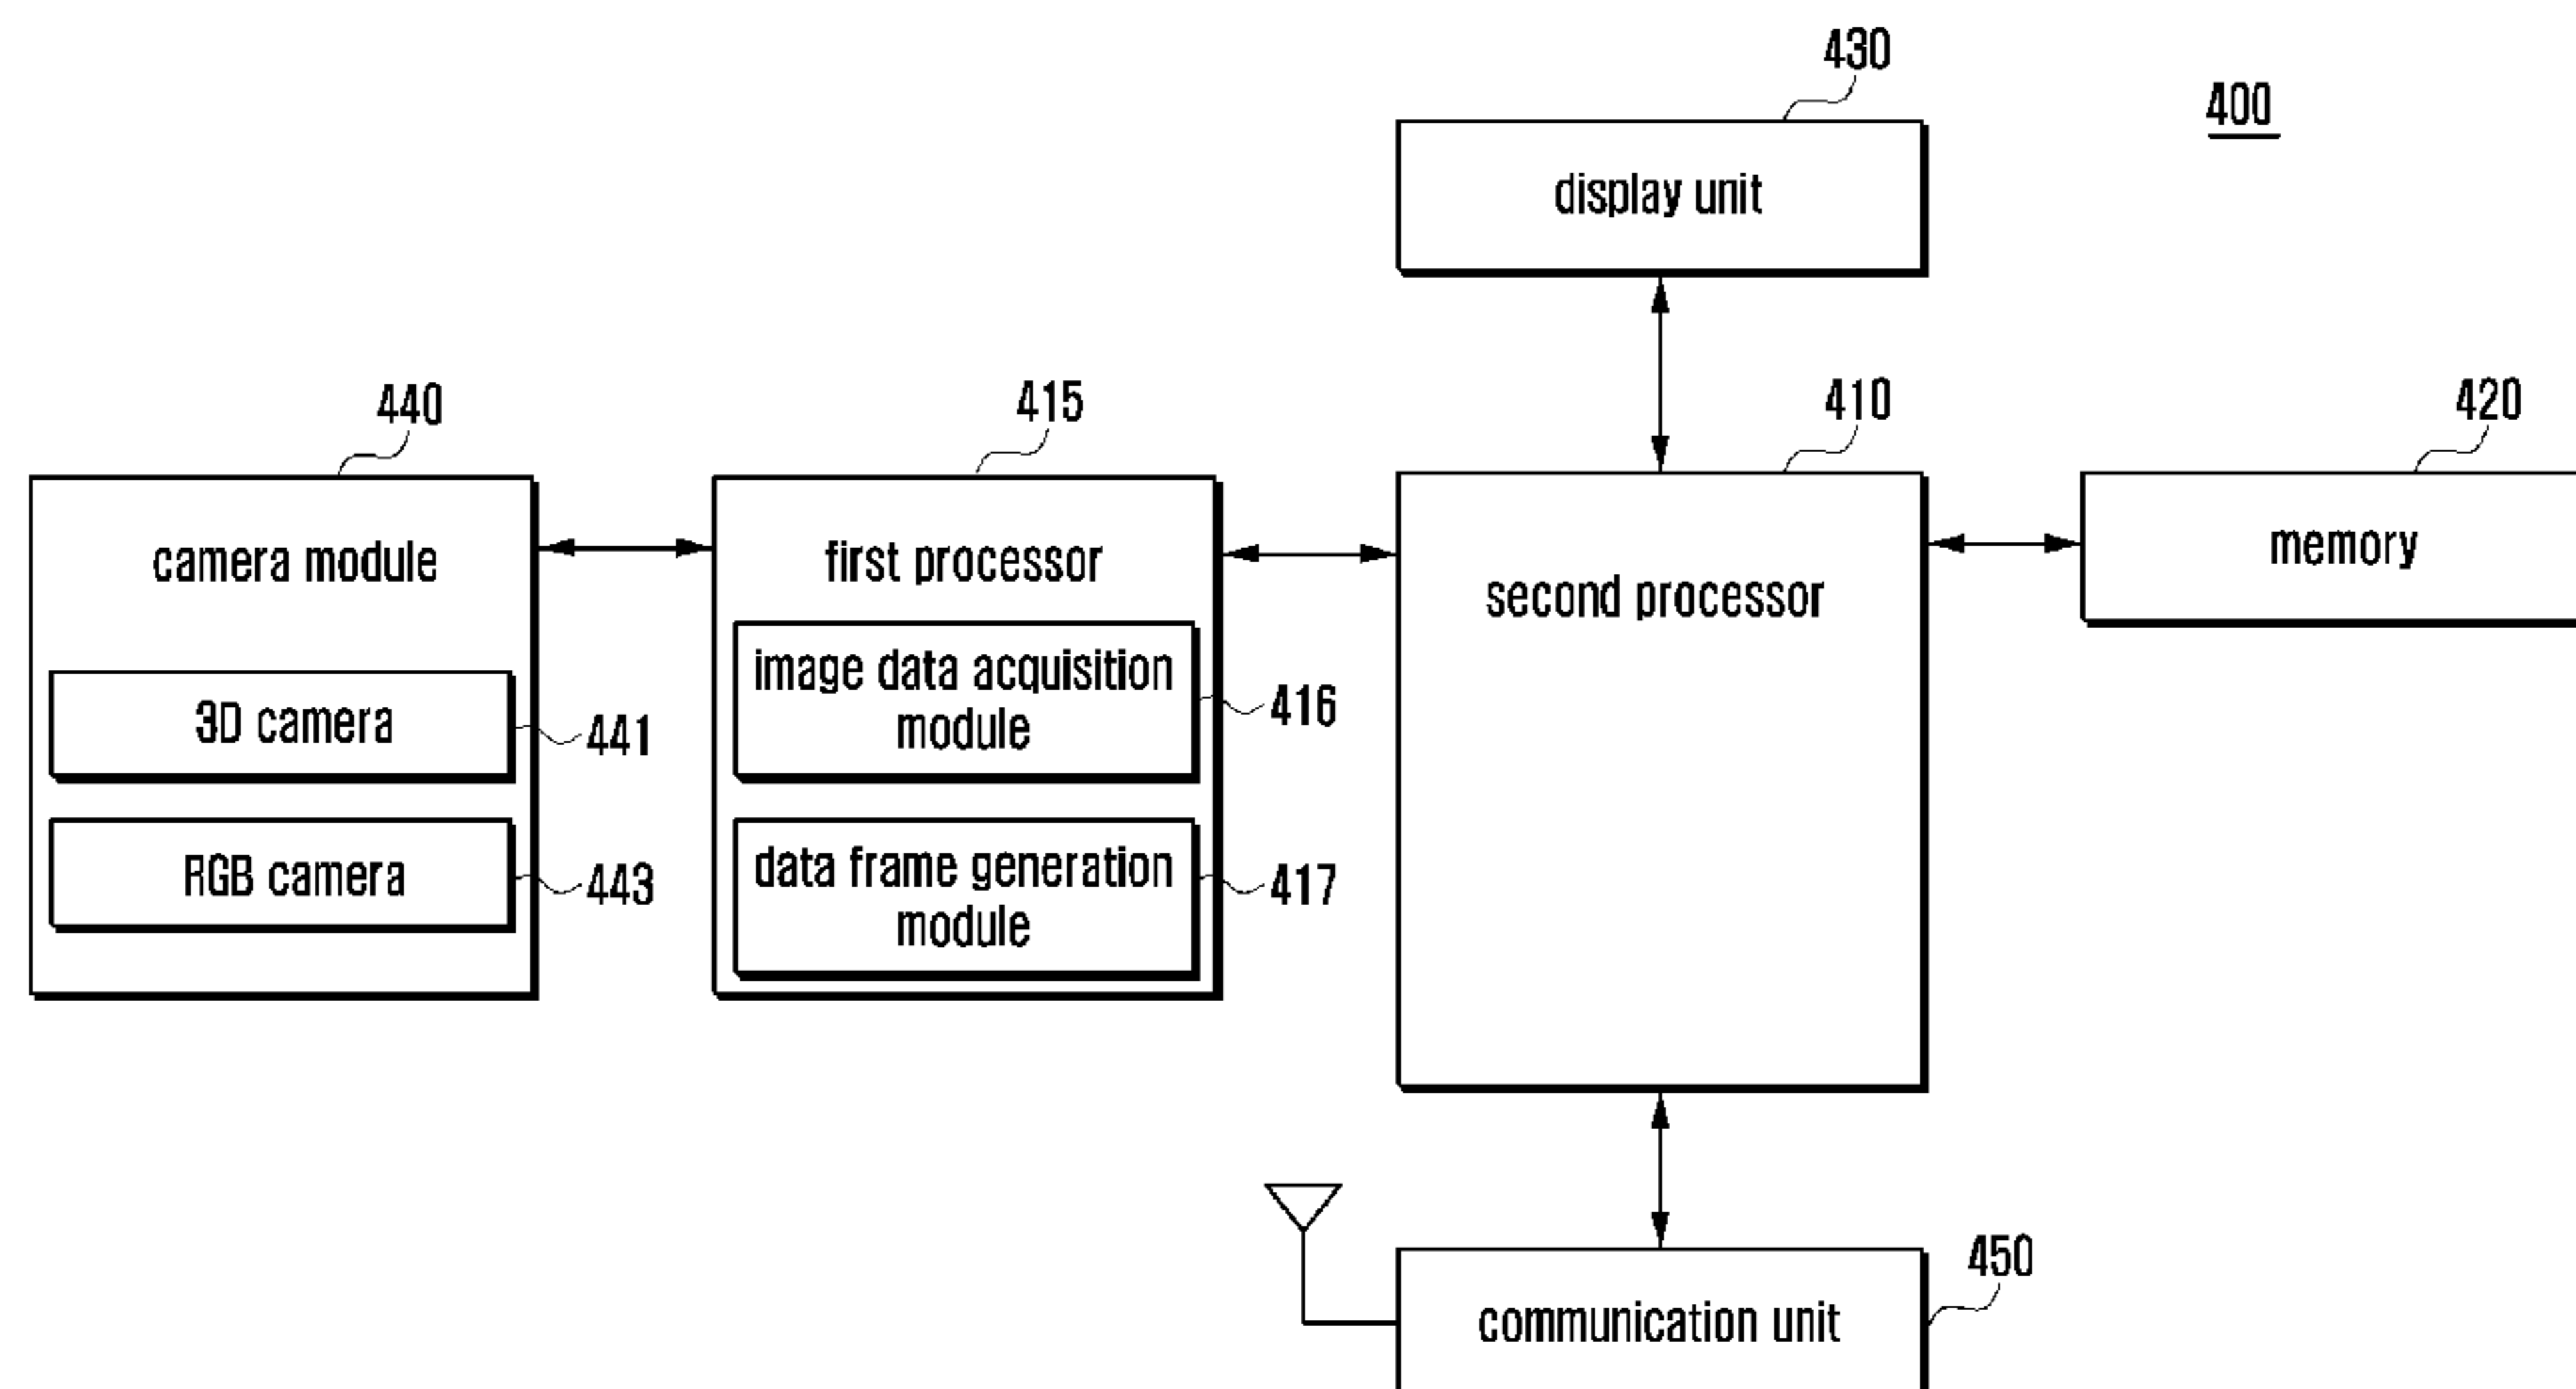 430
400
display unit
440
415
410
420
camera module
first processor
second processor
memory
image data acquisition
module
416
3D camera
441
data frame generation
module
417
RGB camera
443
450
communication unit